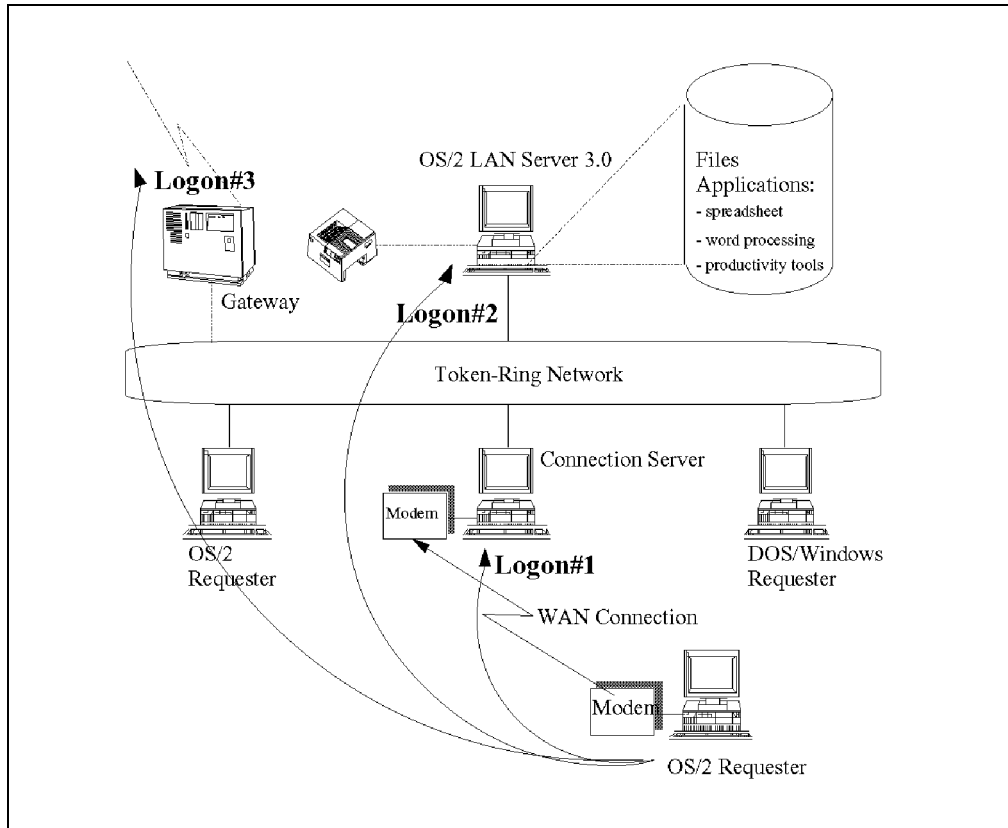 OS/2 LAN Server 3.0
Files
Applications:
- spreadsheet
- word processing
- productivity tools
Logon#3
Gateway
Logon#2
Token-Ring Network
Connection Server
Modem
OS/2
Requester
Logon#1
DOS/Windows
Requester
WAN Connection
Modem
OS/2 Requester